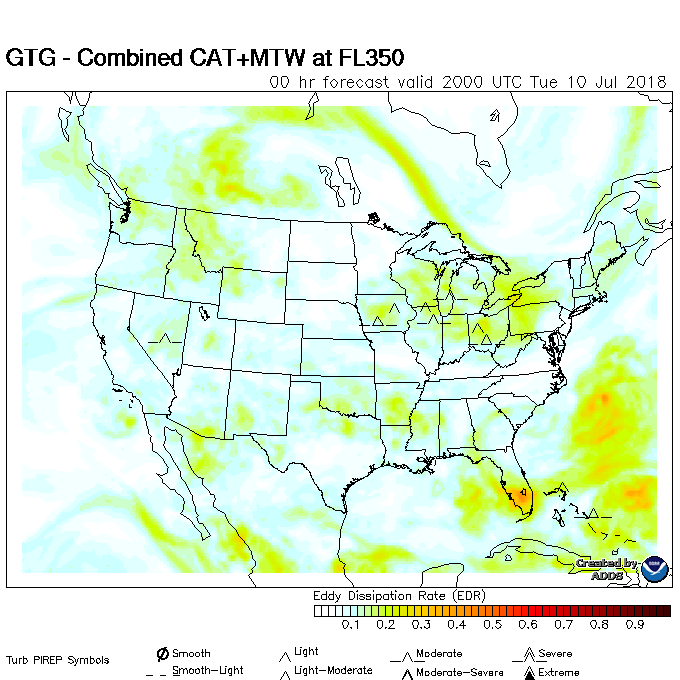 GTG - Combined CAT+MTW at FL350
00 hr forecast valid 2000 UTC Tue 10 Jul 2018
Created by
ADDS
Eddy Dissipation Rate (EDR)
0.1 0.2 0.3 0.4 0.5 0.6 0.7 0.8 0.9
Turb PIREP Symbols
Smooth Light Moderate Severe
Smooth-Light Light-Moderate Moderate-Severe Extreme